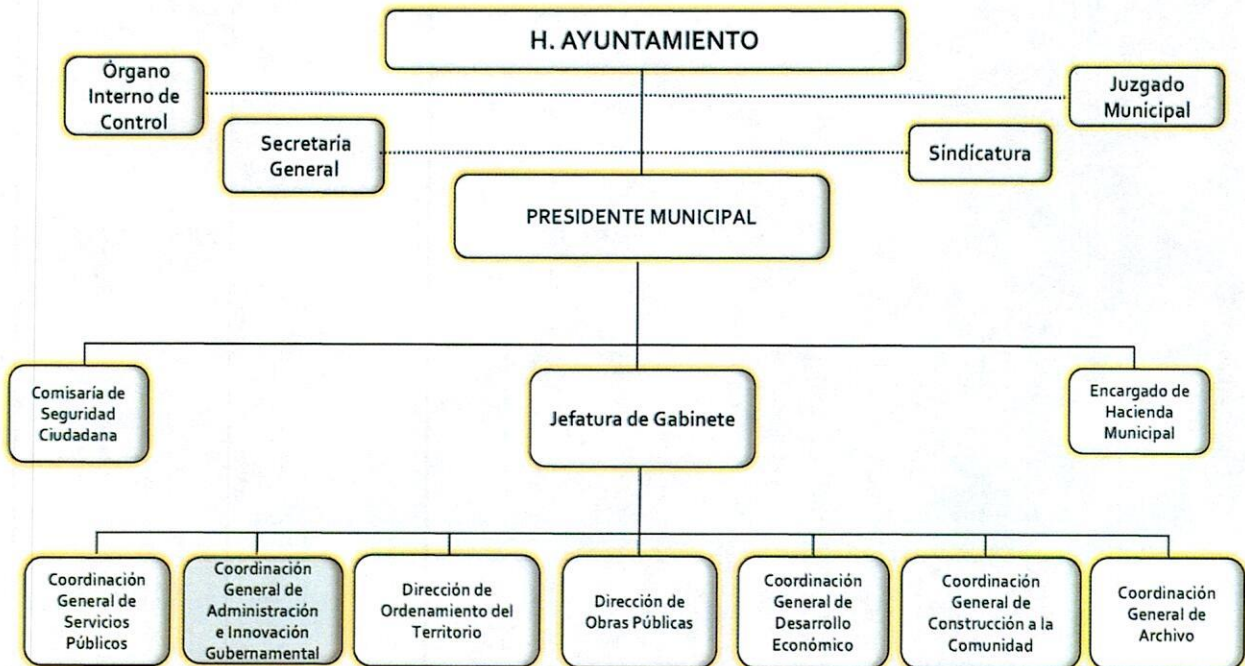 H. AYUNTAMIENTO
Órgano
Interno de
Control
Juzgado
Municipal
Secretaría
General
Sindicatura
PRESIDENTE MUNICIPAL
Comisaría de
Seguridad
Ciudadana
Jefatura de Gabinete
Encargado de
Hacienda
Municipal
Coordinación
General de
Servicios
Públicos
Coordinación
General de
Administración
e Innovación
Gubernamental
Dirección de
Ordenamiento del
Territorio
Dirección de
Obras Públicas
Coordinación
General de
Desarrollo
Económico
Coordinación
General de
Construcción a la
Comunidad
Coordinación
General de
Archivo